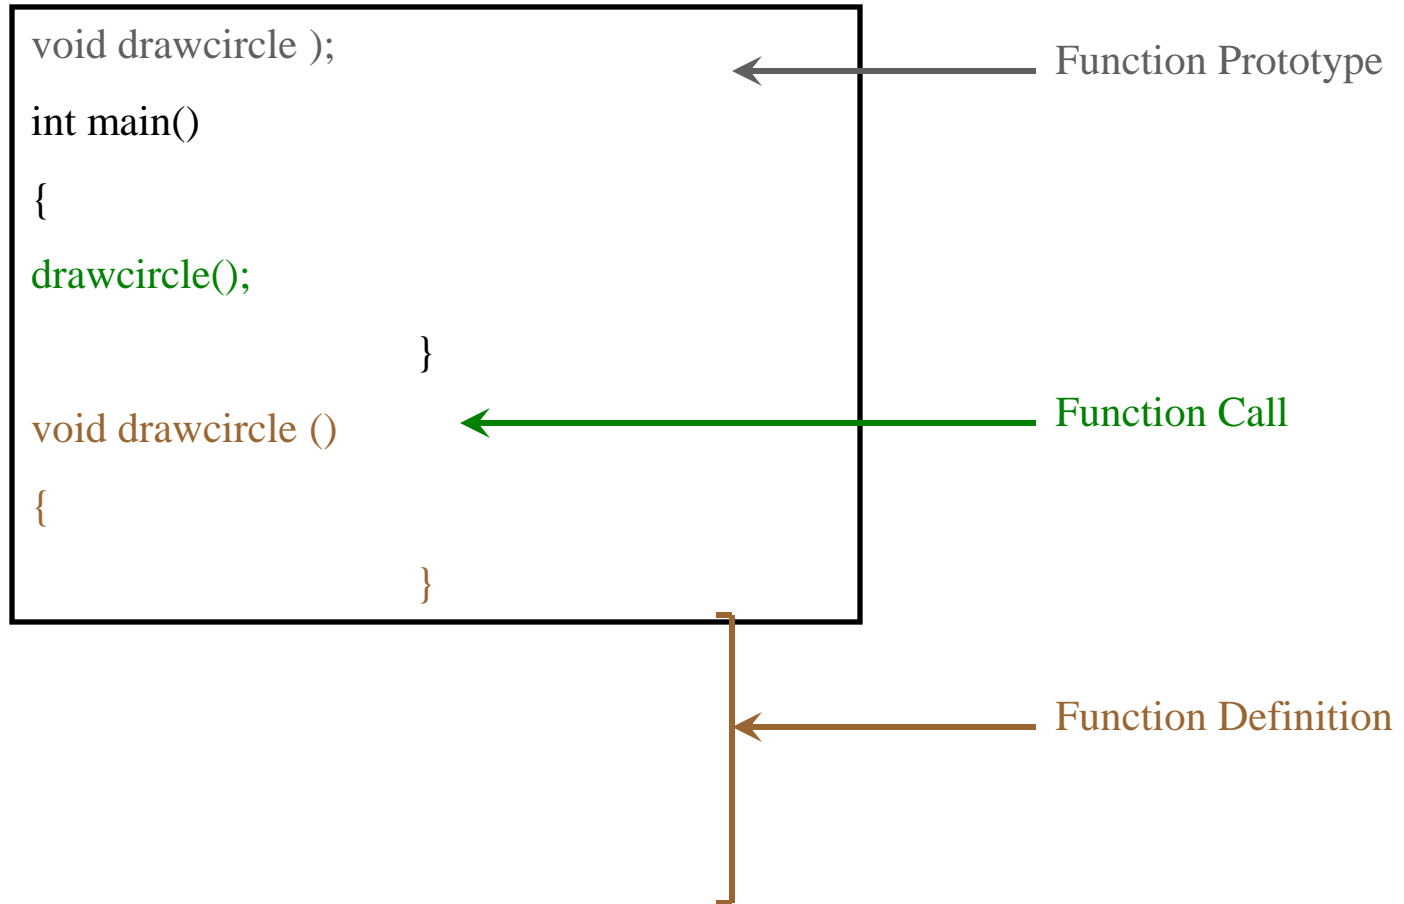 void drawcircle );
Function Prototype
int main()
{
drawcircle();
}
Function Call
void drawcircle ()
{
}
Function Definition